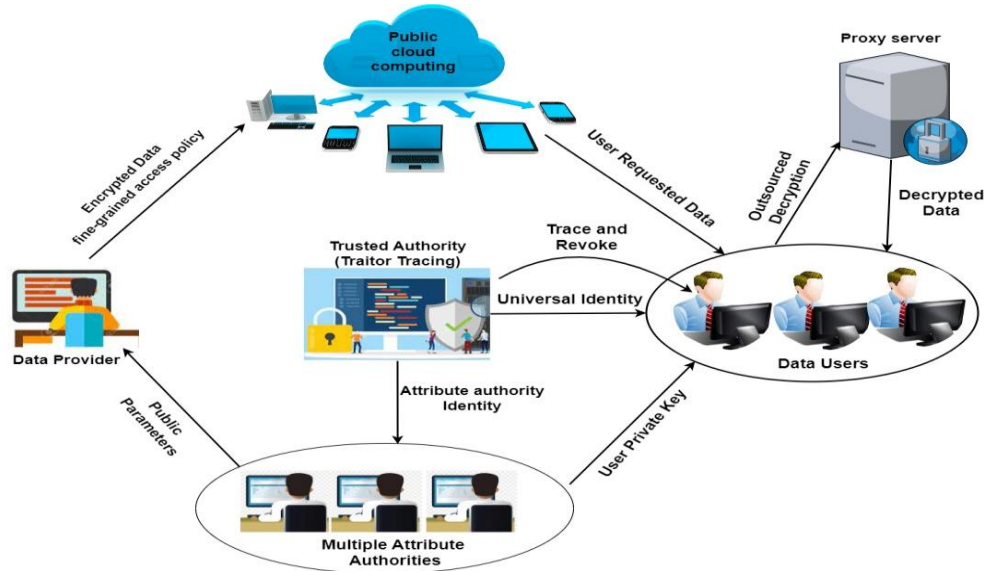 Public
cloud
computing
Proxy server
Encrypted Data
fine-grained access policy
User Requested Data
Outsourced
Decryption
Decrypted
Data
Trusted Authority
(Traitor Tracing)
Trace and
Revoke
Universal Identity
Data Provider
Data Users
Attribute authority
Identity
Public
Parameters
User Private Key
Multiple Attribute
Authorities